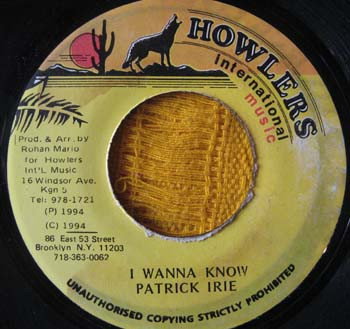 HOWLERS
international
music
Prod. & Arr. by
Rohan Mario
for Howlers
Int'L Music
16 Windsor Ave.
Kgn 5
Tel: 978-1721
(P) 1994
(C) 1994
86 East 53 Street
Brooklyn N.Y. 11203
718-363-0062
I WANNA KNOW
PATRICK IRIE
UNAUTHORISED COPYING STRICTLY PROHIBITED